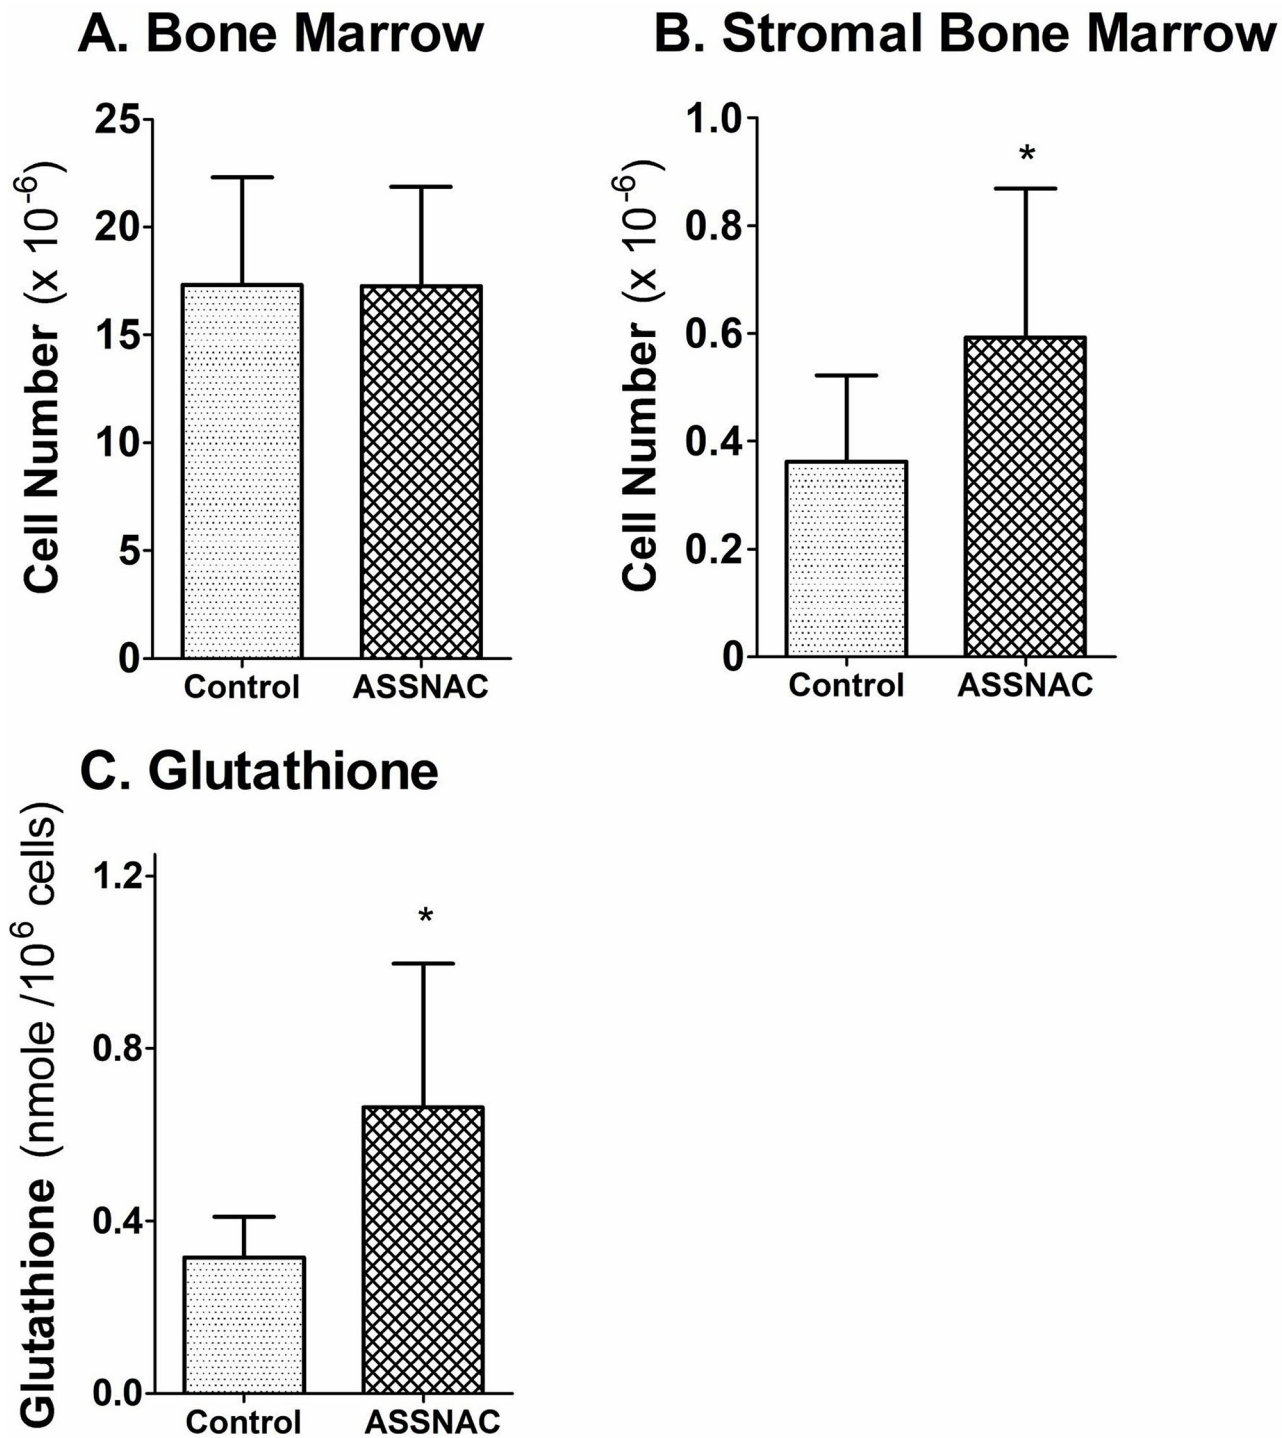 A. Bone Marrow
Cell Number (x 10-6)
25
20
15
10
5
0
Control
ASSNAC
B. Stromal Bone Marrow
Cell Number (x 10-6)
1.0
*
0.8
0.6
0.4
0.2
0
Control
ASSNAC
C. Glutathione
Glutathione (nmole /106 cells)
1.2
*
0.8
0.4
0.0
Control
ASSNAC